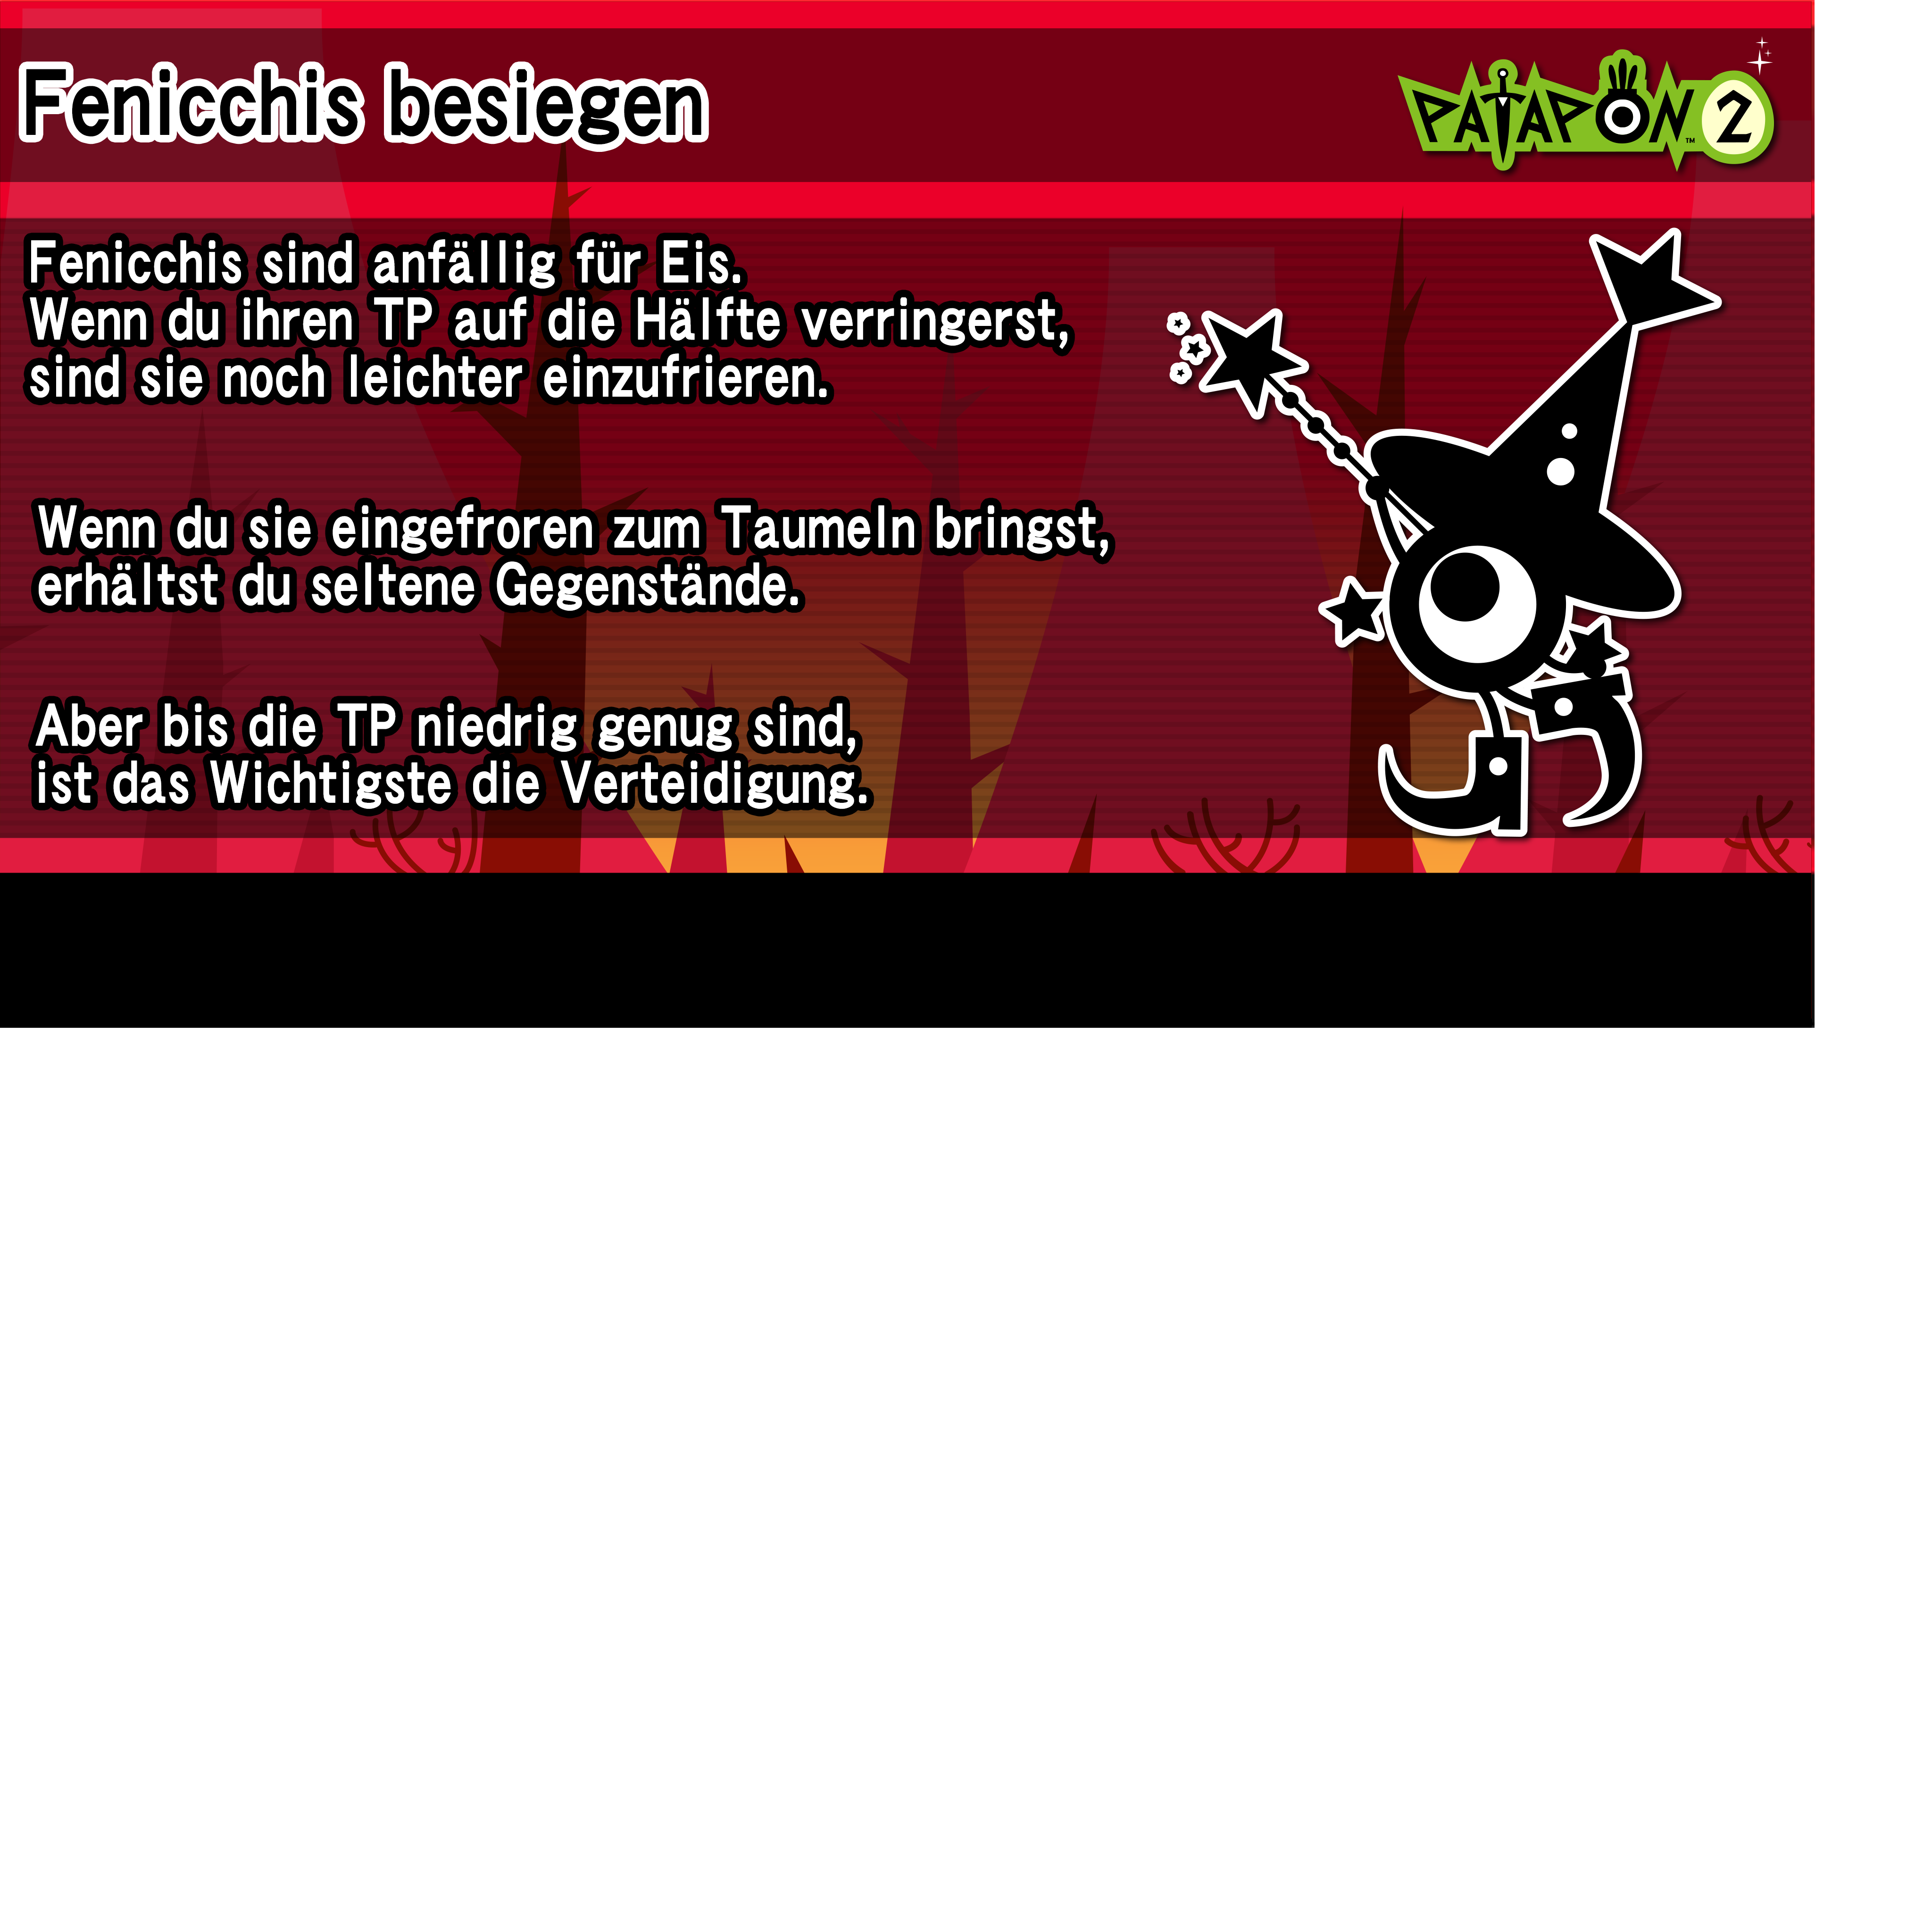 Fenicchis besiegen
PATAPON™ 2
Fenicchis sind anfällig für Eis.
Wenn du ihren TP auf die Hälfte verringerst,
sind sie noch leichter einzufrieren.
Wenn du sie eingefroren zum Taumeln bringst,
erhältst du seltene Gegenstände.
Aber bis die TP niedrig genug sind,
ist das Wichtigste die Verteidigung.